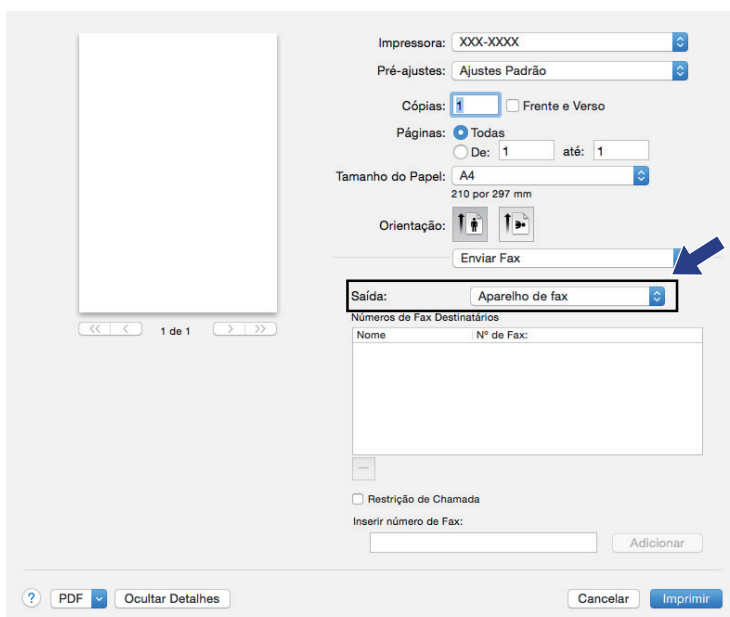 Impressora: XXX-XXXX
Pré-ajustes: Ajustes Padrão
Cópias: 1 Frente e Verso
Páginas: Todas
De: 1 até: 1
Tamanho do Papel: A4
210 por 297 mm
Orientação:
Enviar Fax
Saída: Aparelho de fax
Números de Fax Destinatários
Nome Nº de Fax:
1 de 1
Restrição de Chamada
Inserir número de Fax:
Adicionar
? PDF Ocultar Detalhes Cancelar Imprimir